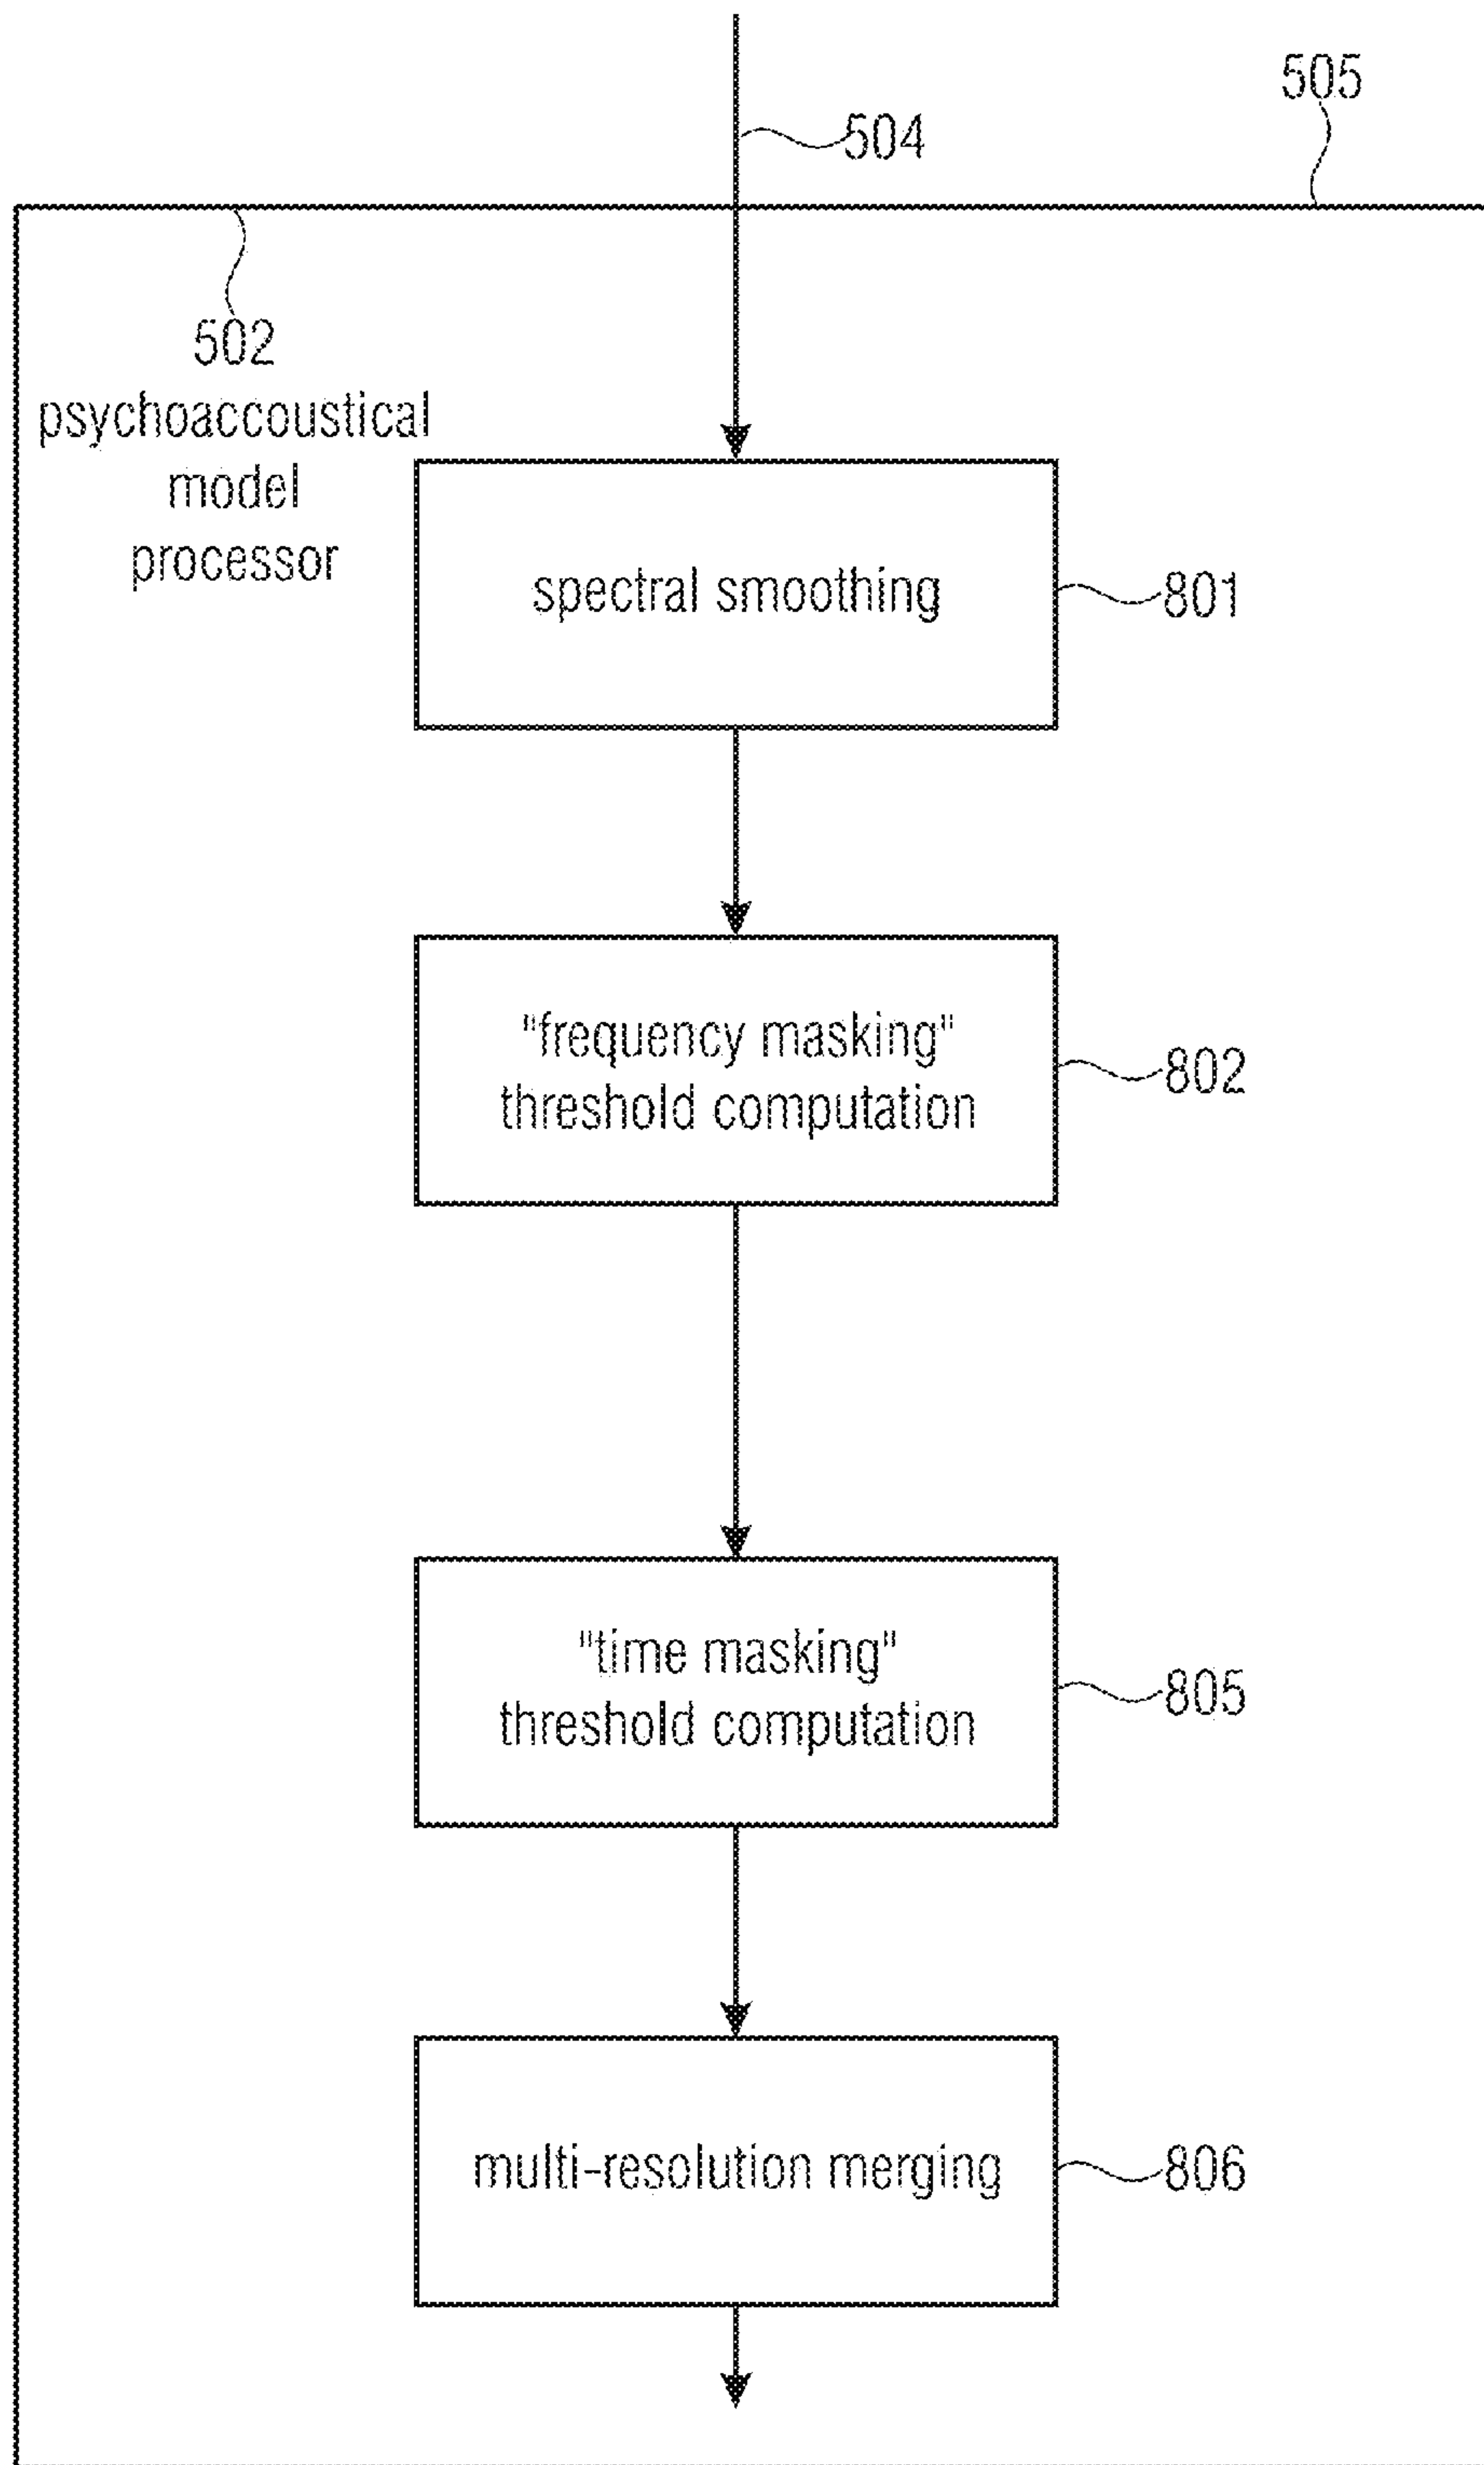 505
504
502
psychoaccoustical
model
processor
spectral smoothing
801
"frequency masking"
threshold computation
802
"time masking"
threshold computation
805
multi-resolution merging
806